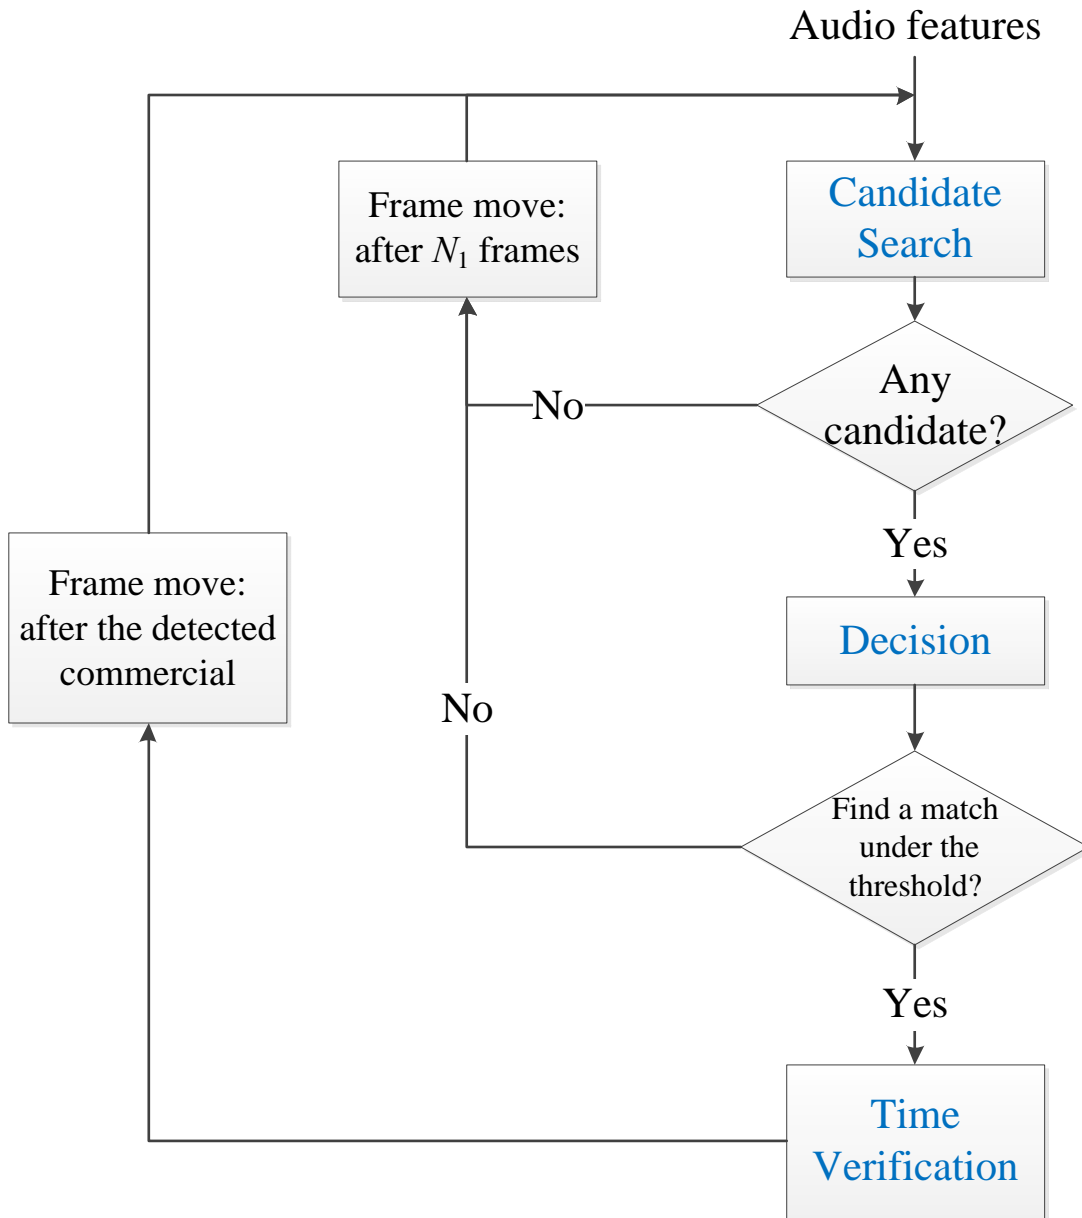 Audio features
Frame move:
after N₁ frames
Candidate
Search
Any
candidate?
No
Yes
Frame move:
after the detected
commercial
Decision
No
Find a match
under the
threshold?
Yes
Time
Verification